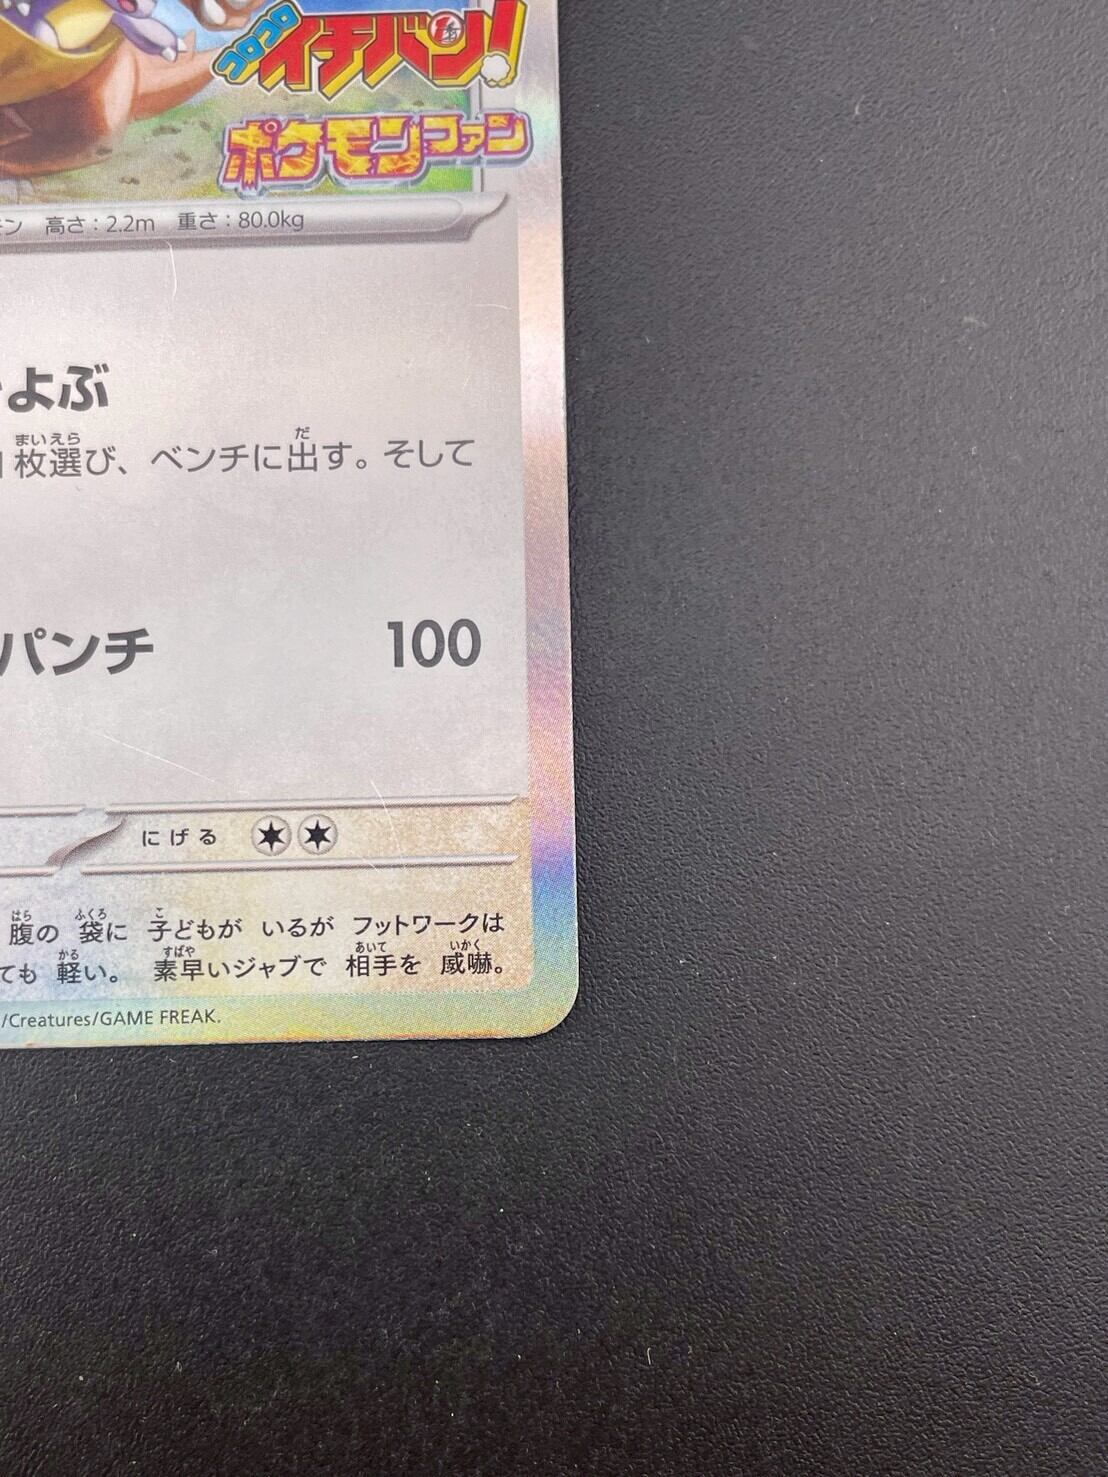 コロコロ
イチバン!
ポケモンファン
モン 高さ:2.2m 重さ:80.0kg
よぶ
まいえら だ
枚選び、ベンチに出す。そして
パンチ 100
にげる
はら ふくろ こ
腹の 袋に 子どもが いるが フットワークは
かる すばや あいて いかく
ても 軽い。 素早いジャブで 相手を 威嚇。
/Creatures/GAME FREAK.